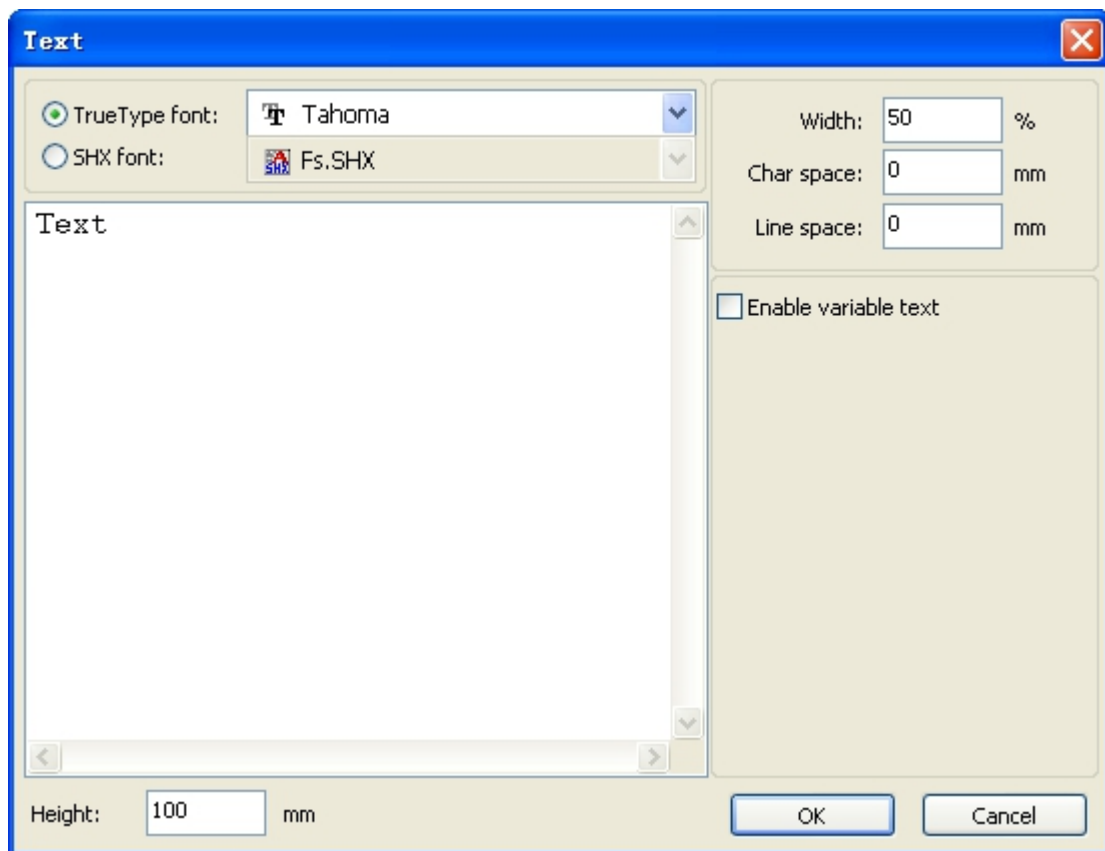 Text
TrueType font: Tahoma
SHX font: Fs.SHX
Text
Width: 50 %
Char space: 0 mm
Line space: 0 mm
Enable variable text
Height: 100 mm
OK Cancel